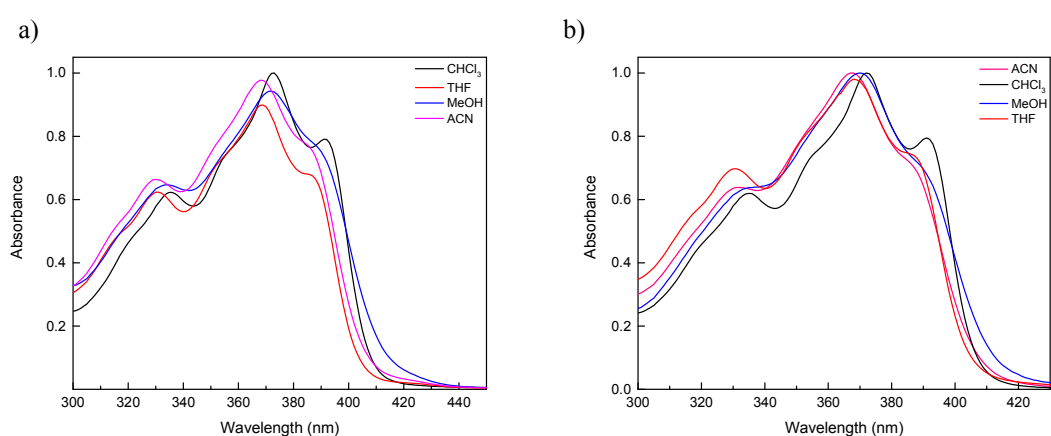 a)
CHCl₃
THF
MeOH
ACN
1.0
0.8
0.6
0.4
0.2
Absorbance
300 320 340 360 380 400 420 440
Wavelength (nm)
b)
ACN
CHCl₃
MeOH
THF
1.0
0.8
0.6
0.4
0.2
0.0
Absorbance
300 320 340 360 380 400 420
Wavelength (nm)